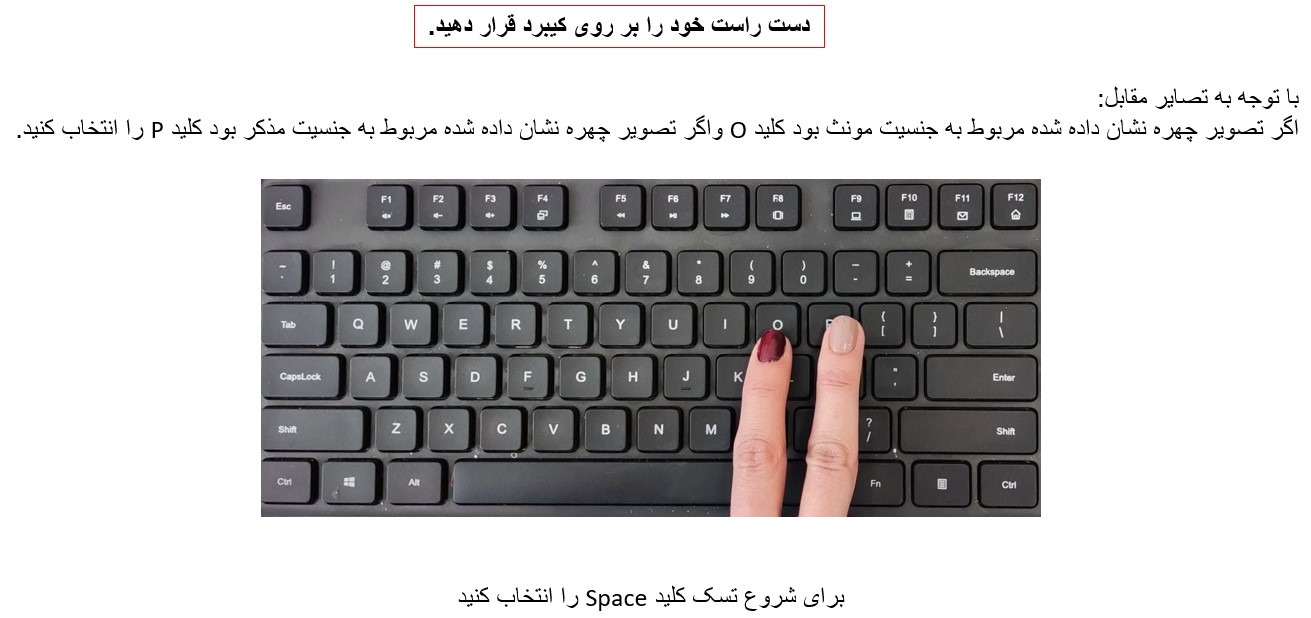 دست راست خود را بر روی کیبرد قرار دهید.
با توجه به تصایر مقابل:
اگر تصویر چهره نشان داده شده مربوط به جنسیت مونث بود کلید O واگر تصویر چهره نشان داده شده مربوط به جنسیت مذکر بود کلید P را انتخاب کنید.
Esc F1 F2 F3 F4 F5 F6 F7 F8 F9 F10 F11 F12
~ ! @ # $ % ^ & * ( ) _ +
` 1 2 3 4 5 6 7 8 9 0 - = Backspace
Tab Q W E R T Y U I O P { [ } ] | \
CapsLock A S D F G H J K L " ' Enter
Shift Z X C V B N M ? / Shift
Ctrl Alt Fn Ctrl
برای شروع تسک کلید Space را انتخاب کنید